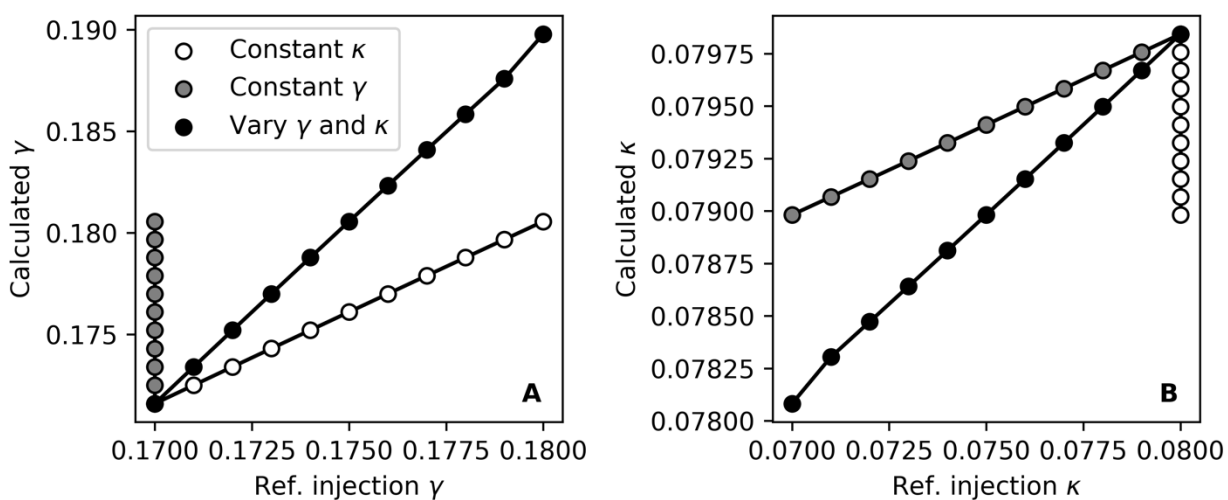 0.190
0.185
0.180
0.175
Calculated γ
Constant κ
Constant γ
Vary γ and κ
A
0.1700 0.1725 0.1750 0.1775 0.1800
Ref. injection γ
0.07975
0.07950
0.07925
0.07900
0.07875
0.07850
0.07825
0.07800
Calculated κ
B
0.0700 0.0725 0.0750 0.0775 0.0800
Ref. injection κ